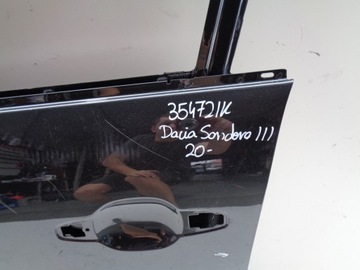 354721K
Dacia Sandero III
20-